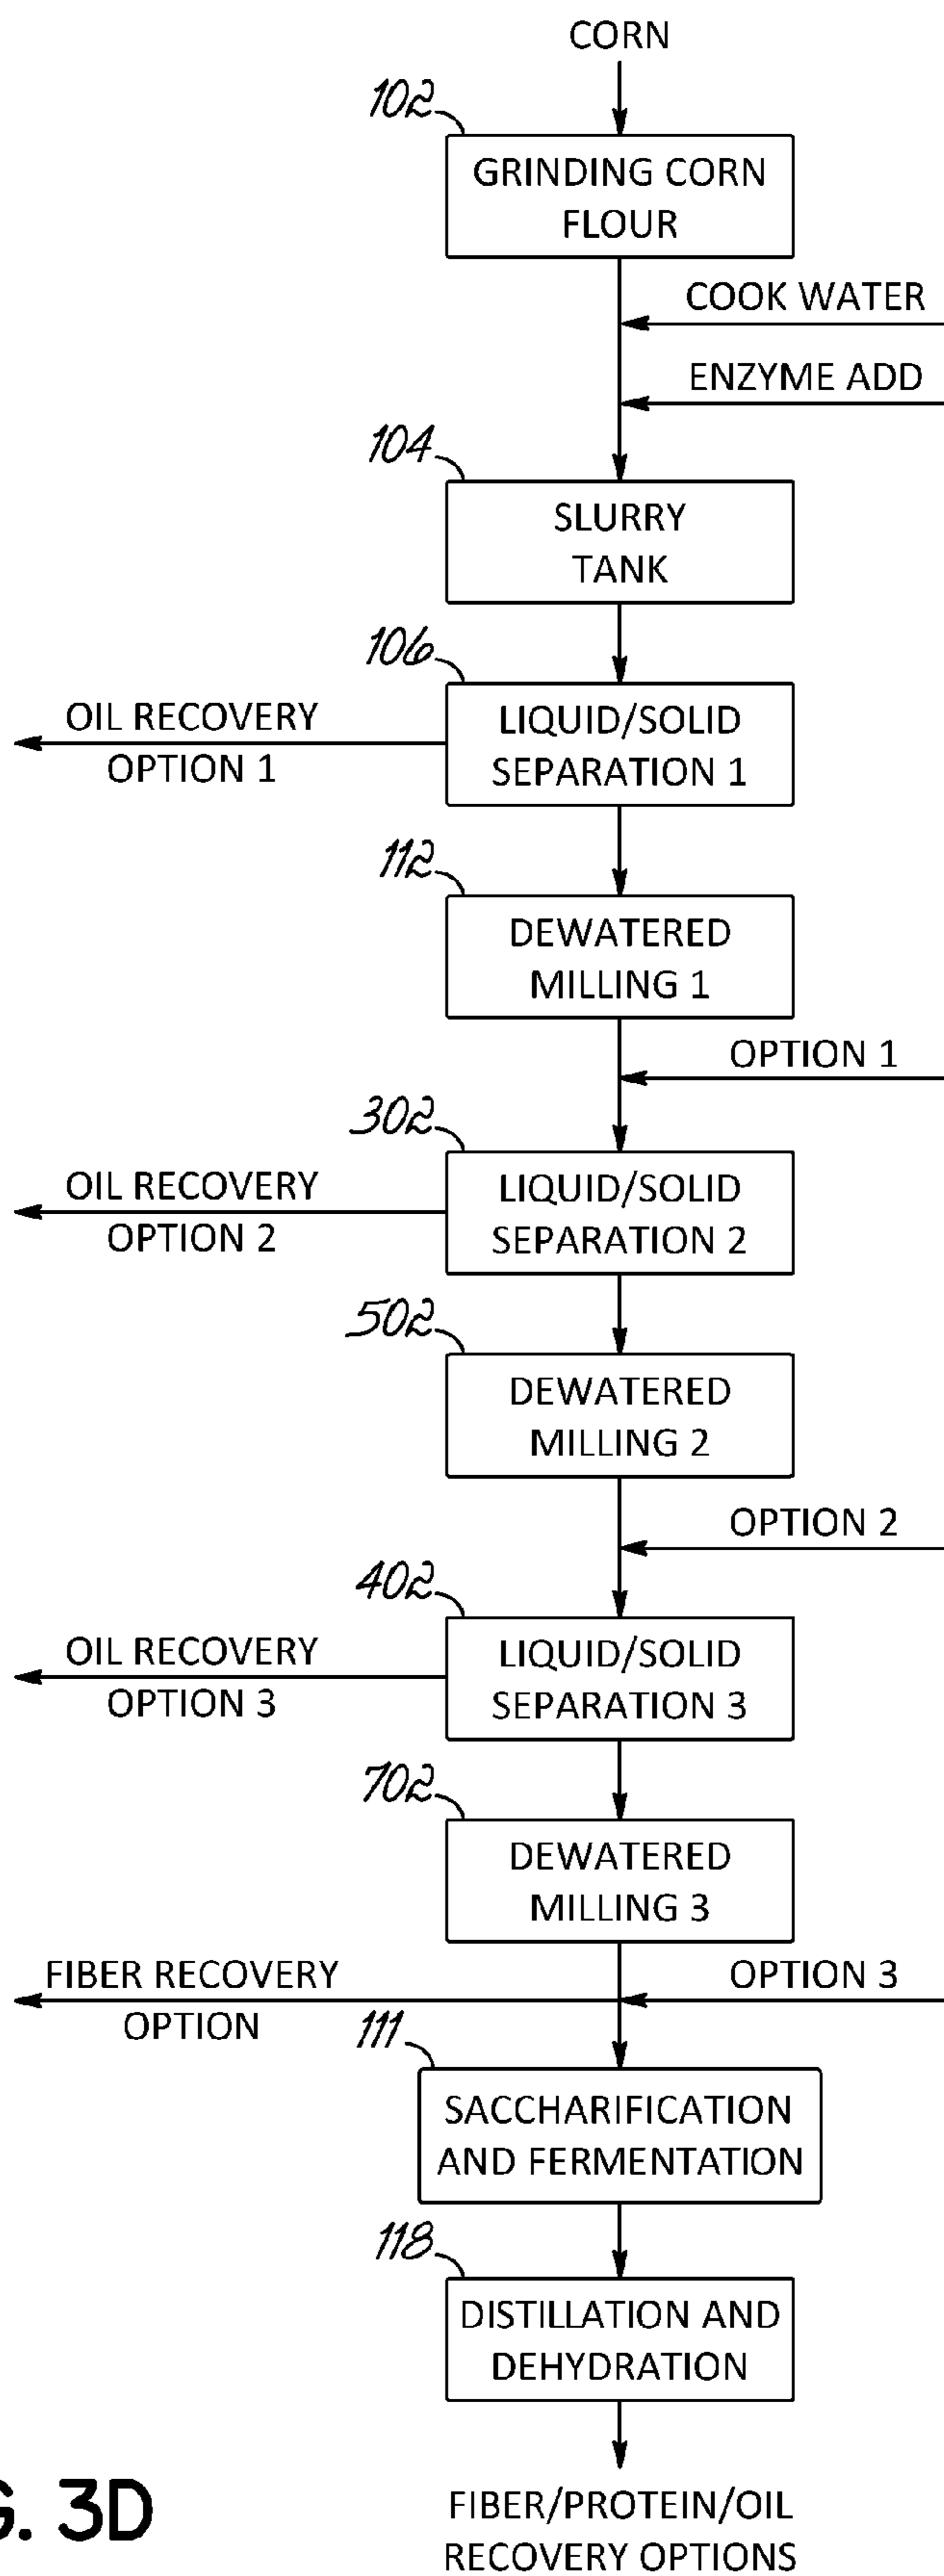 CORN
102
GRINDING CORN
FLOUR
COOK WATER
ENZYME ADD
104
SLURRY
TANK
106
OIL RECOVERY
OPTION 1
LIQUID/SOLID
SEPARATION 1
112
DEWATERED
MILLING 1
OPTION 1
302
OIL RECOVERY
OPTION 2
LIQUID/SOLID
SEPARATION 2
502
DEWATERED
MILLING 2
OPTION 2
402
OIL RECOVERY
OPTION 3
LIQUID/SOLID
SEPARATION 3
702
DEWATERED
MILLING 3
FIBER RECOVERY
OPTION
OPTION 3
111
SACCHARIFICATION
AND FERMENTATION
118
DISTILLATION AND
DEHYDRATION
G. 3D
FIBER/PROTEIN/OIL
RECOVERY OPTIONS